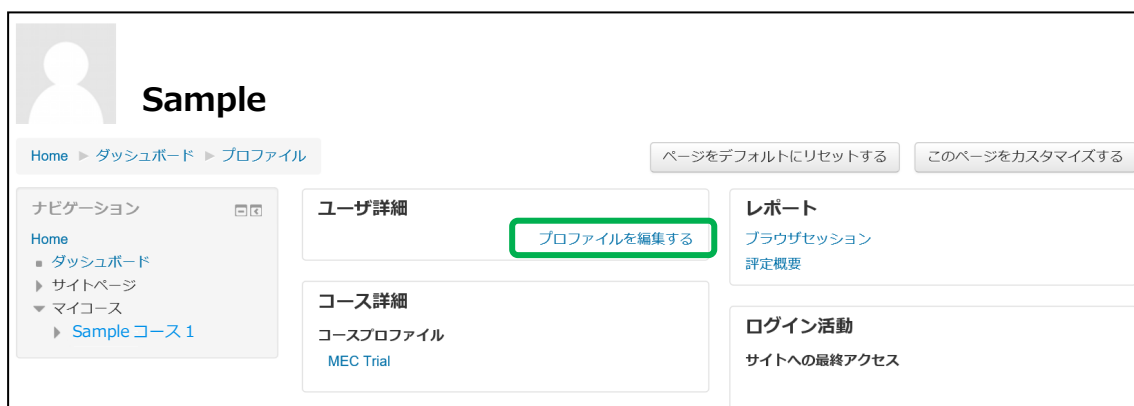 Sample
Home ▶ ダッシュボード ▶ プロファイル
ページをデフォルトにリセットする
このページをカスタマイズする
ナビゲーション
Home
ダッシュボード
サイトページ
マイコース
Sample コース 1
ユーザ詳細
プロファイルを編集する
コース詳細
コースプロファイル
MEC Trial
レポート
ブラウザセッション
評定概要
ログイン活動
サイトへの最終アクセス